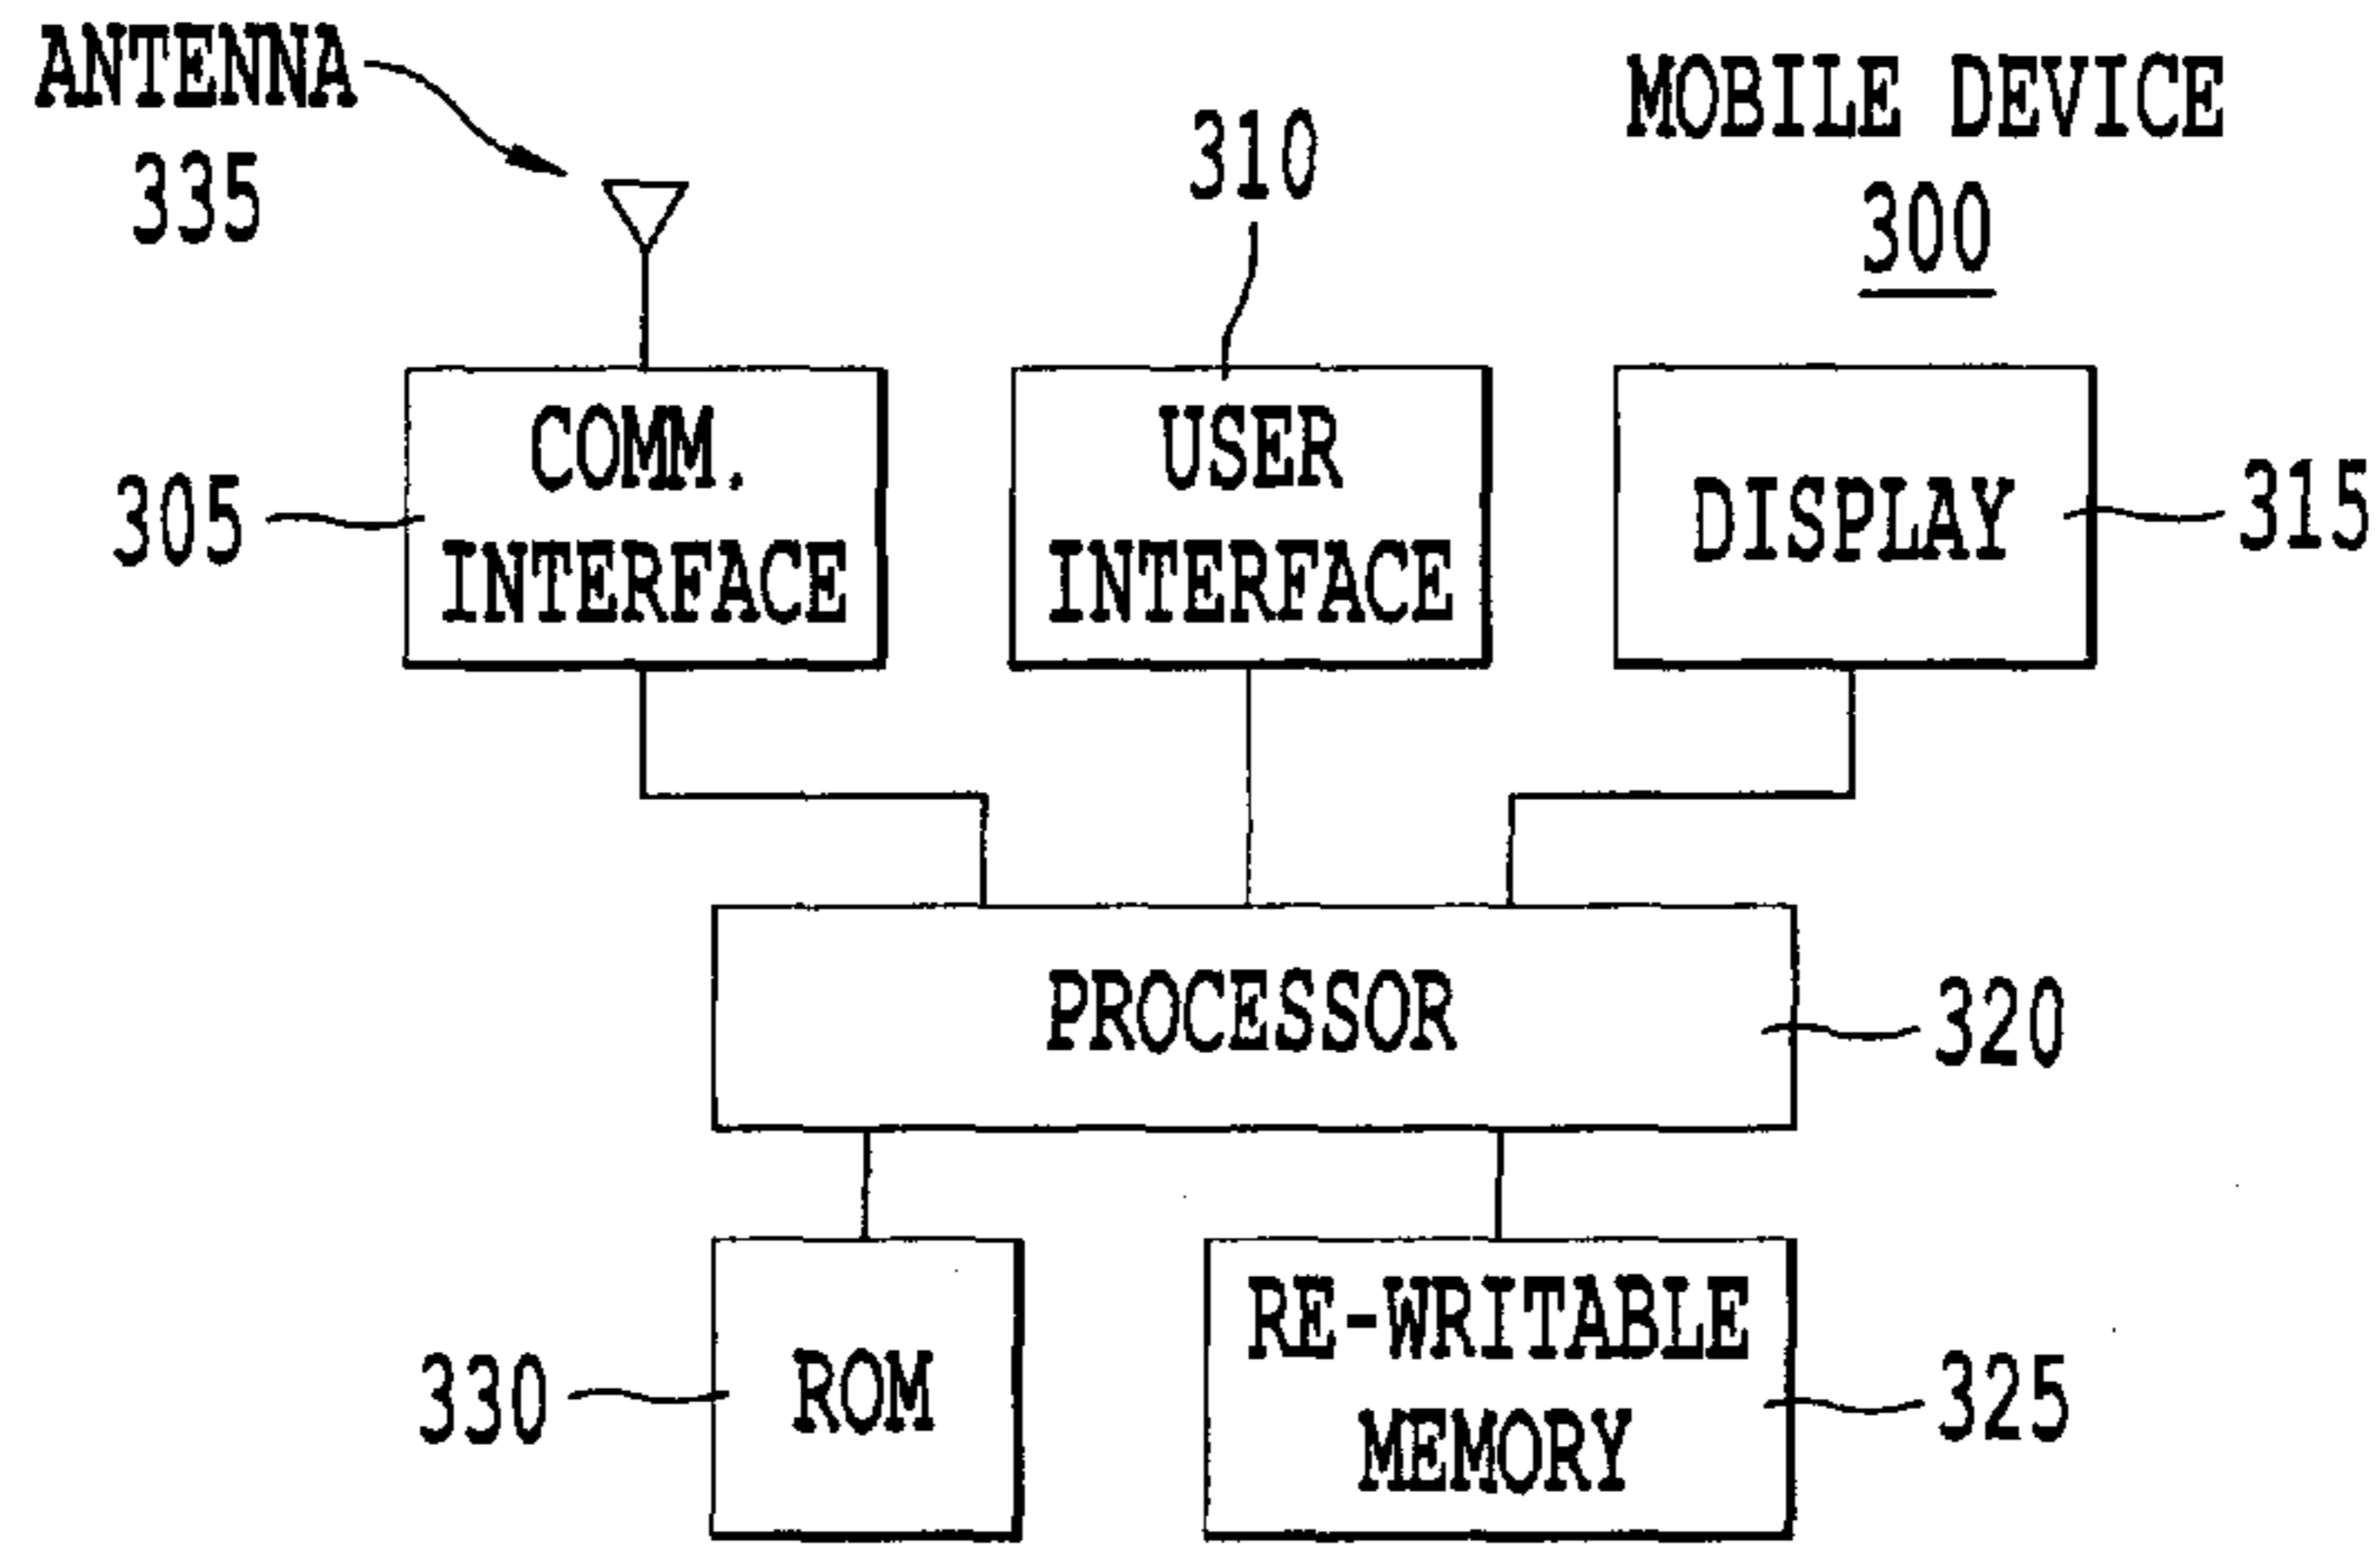 ANTENNA
335
310
MOBILE DEVICE
300
305
COMM.
INTERFACE
USER
INTERFACE
DISPLAY
315
PROCESSOR
320
330
ROM
RE-WRITABLE
MEMORY
325